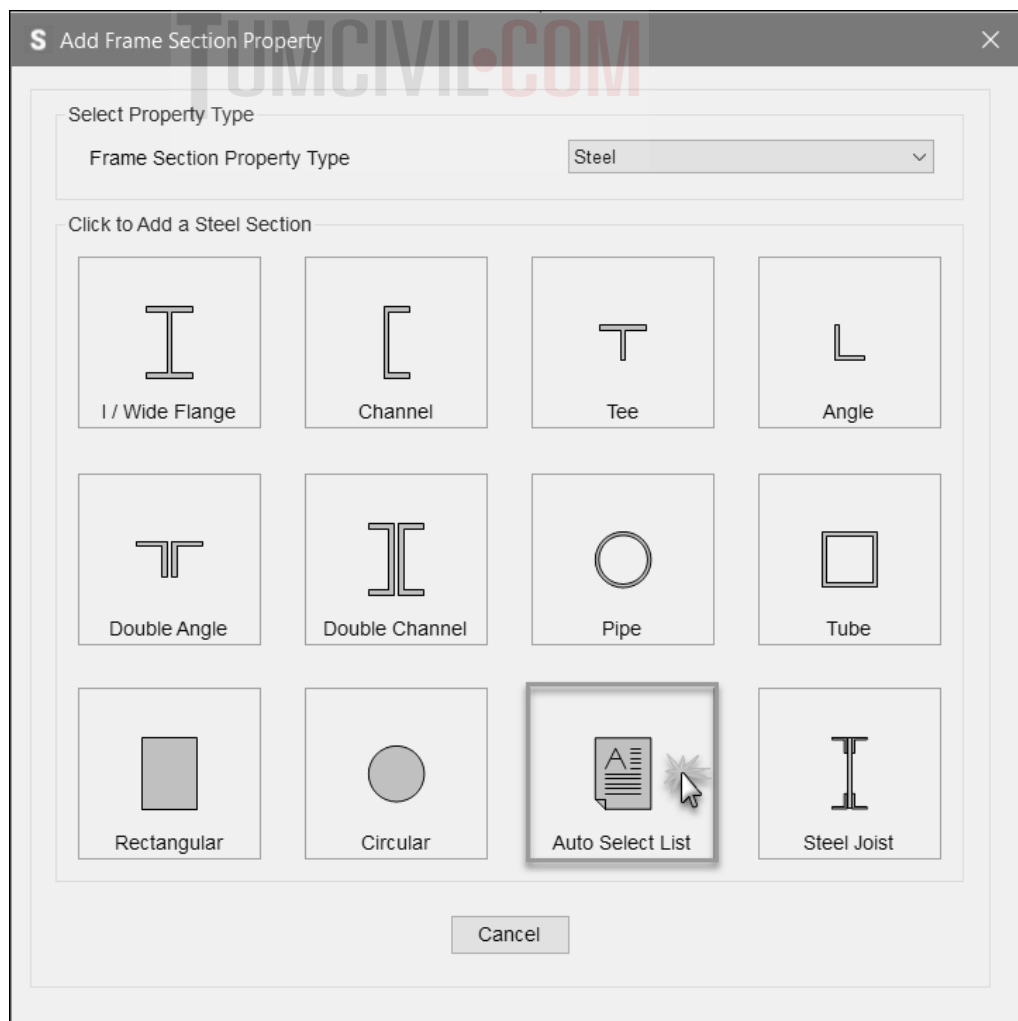 S Add Frame Section Property
TUMCIVIL•COM
Select Property Type
Frame Section Property Type Steel
Click to Add a Steel Section
I / Wide Flange Channel Tee Angle
Double Angle Double Channel Pipe Tube
A
Rectangular Circular Auto Select List Steel Joist
Cancel